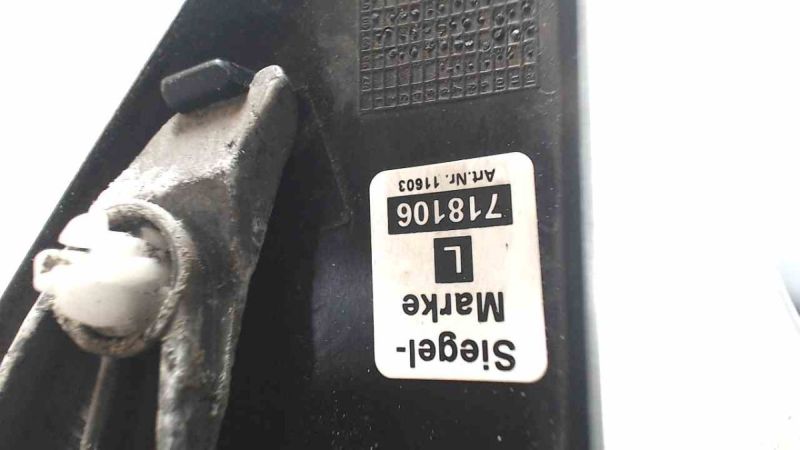 Siegel-
Marke
L
718106
Art.Nr. 11603